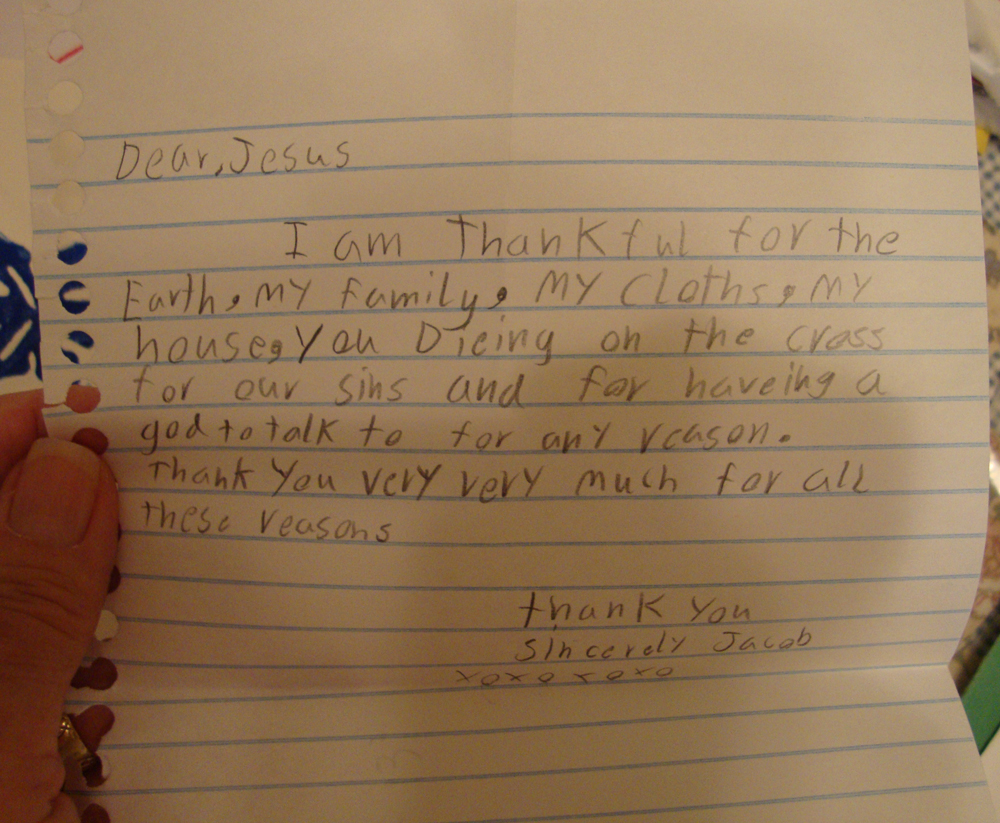 Dear, Jesus
I am Thankful for the
Earth, my family, my Cloths, my
house, You Dieing on the cross
for our sins and for haveing a
god to talk to for any reason.
Thank You very very much for all
these reasons
thank You
sincerely Jacob
xoxoxoxo